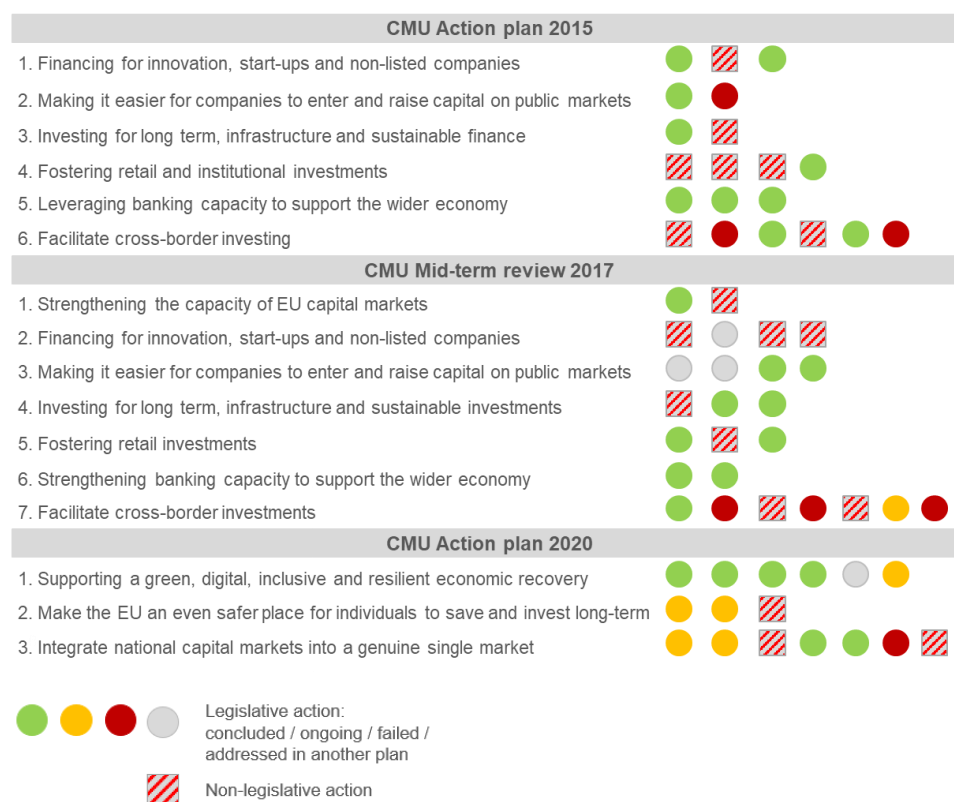 CMU Action plan 2015
1. Financing for innovation, start-ups and non-listed companies
2. Making it easier for companies to enter and raise capital on public markets
3. Investing for long term, infrastructure and sustainable finance
4. Fostering retail and institutional investments
5. Leveraging banking capacity to support the wider economy
6. Facilitate cross-border investing
CMU Mid-term review 2017
1. Strengthening the capacity of EU capital markets
2. Financing for innovation, start-ups and non-listed companies
3. Making it easier for companies to enter and raise capital on public markets
4. Investing for long term, infrastructure and sustainable investments
5. Fostering retail investments
6. Strengthening banking capacity to support the wider economy
7. Facilitate cross-border investments
CMU Action plan 2020
1. Supporting a green, digital, inclusive and resilient economic recovery
2. Make the EU an even safer place for individuals to save and invest long-term
3. Integrate national capital markets into a genuine single market
Legislative action:
concluded / ongoing / failed /
addressed in another plan
Non-legislative action